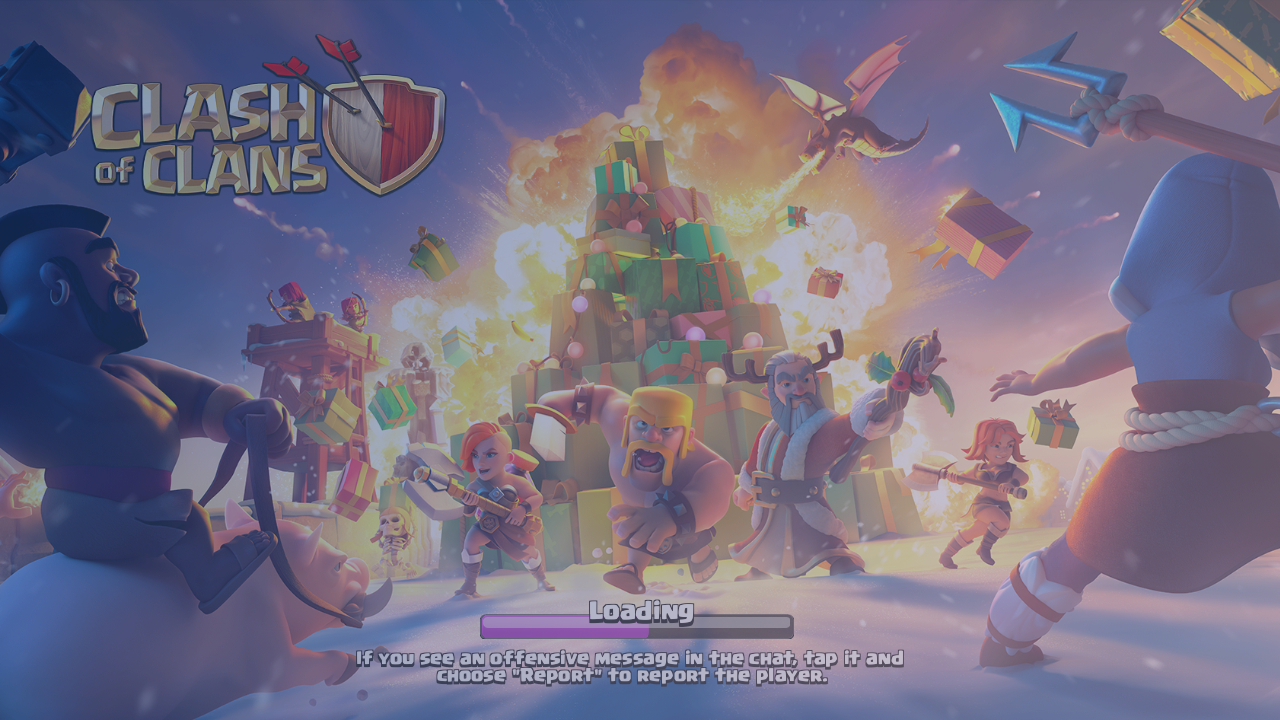 CLASH
OF CLANS
Loading
If you see an offensive message in the chat, tap it and
choose "Report" to report the player.